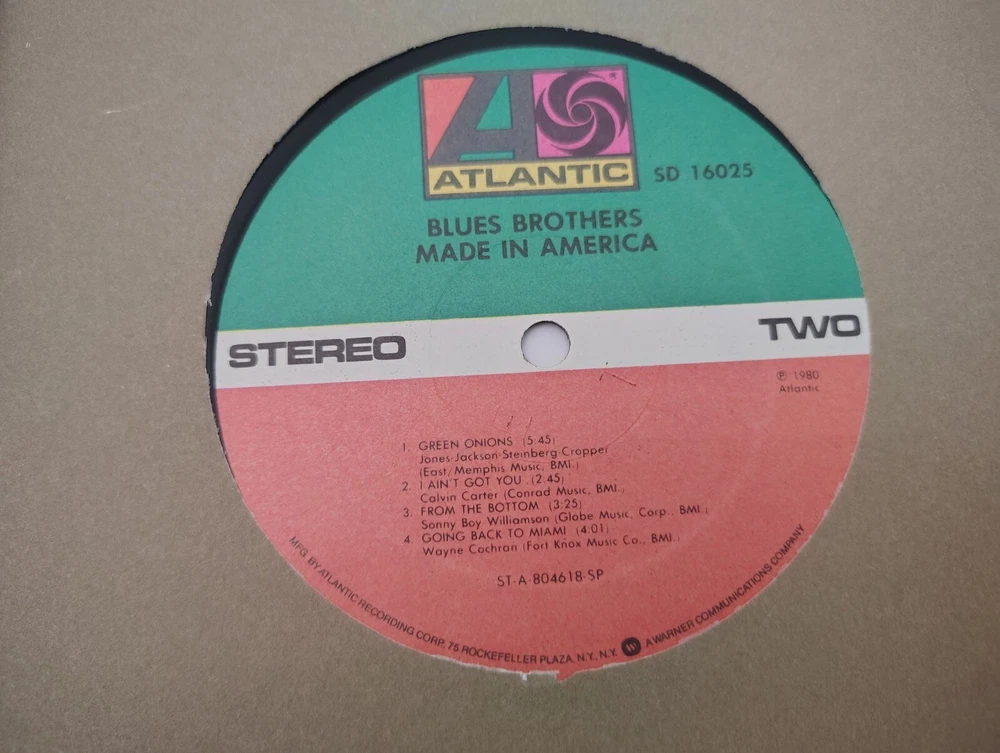 ATLANTIC
®
SD 16025
BLUES BROTHERS
MADE IN AMERICA
STEREO
TWO
℗ 1980
Atlantic
1. GREEN ONIONS (5:45)
Jones-Jackson-Steinberg-Cropper
(East/Memphis Music, BMI.)
2. I AIN'T GOT YOU (2:45)
Calvin Carter (Conrad Music, BMI.)
3. FROM THE BOTTOM (3:25)
Sonny Boy Williamson (Globe Music, Corp., BMI.)
4. GOING BACK TO MIAMI (4:01)
Wayne Cochran (Fort Knox Music Co., BMI.)
ST-A-804618-SP
MFG. BY ATLANTIC RECORDING CORP. 75 ROCKEFELLER PLAZA, N.Y., N.Y. W A WARNER COMMUNICATIONS COMPANY